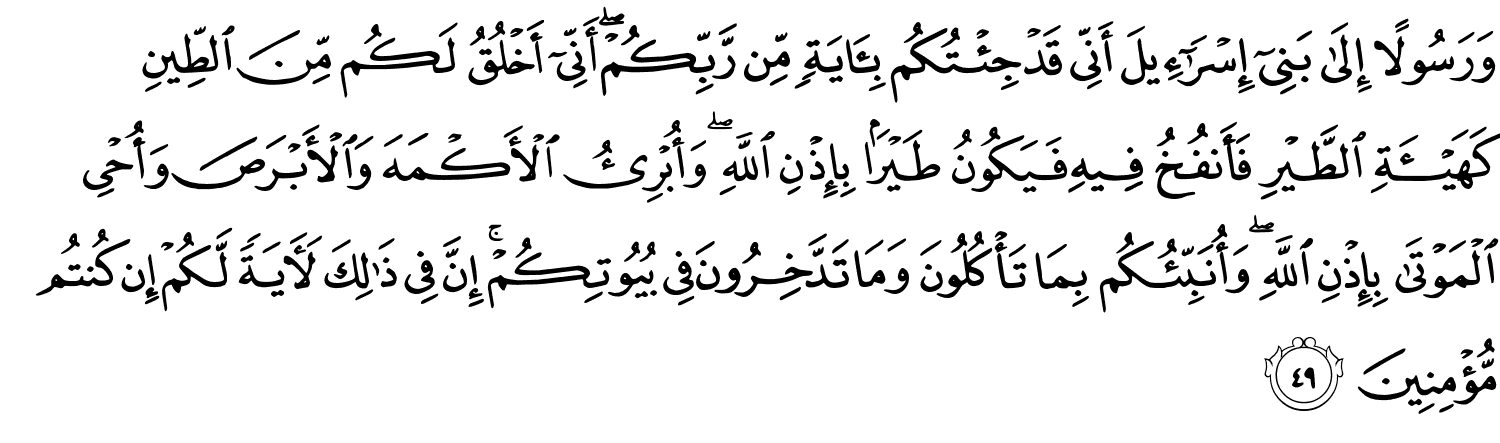 وَرَسُولًا إِلَىٰ بَنِىٓ إِسْرَٰٓءِيلَ أَنِّى قَدْ جِئْتُكُم بِـَٔايَةٍ مِّن رَّبِّكُمْ ۖ أَنِّىٓ أَخْلُقُ لَكُم مِّنَ ٱلطِّينِ
كَهَيْـَٔةِ ٱلطَّيْرِ فَأَنفُخُ فِيهِ فَيَكُونُ طَيْرًۢا بِإِذْنِ ٱللَّهِ ۖ وَأُبْرِئُ ٱلْأَكْمَهَ وَٱلْأَبْرَصَ وَأُحْىِ
ٱلْمَوْتَىٰ بِإِذْنِ ٱللَّهِ ۖ وَأُنَبِّئُكُم بِمَا تَأْكُلُونَ وَمَا تَدَّخِرُونَ فِى بُيُوتِكُمْ ۚ إِنَّ فِى ذَٰلِكَ لَـَٔايَةً لَّكُمْ إِن كُنتُم
مُّؤْمِنِينَ ٤٩